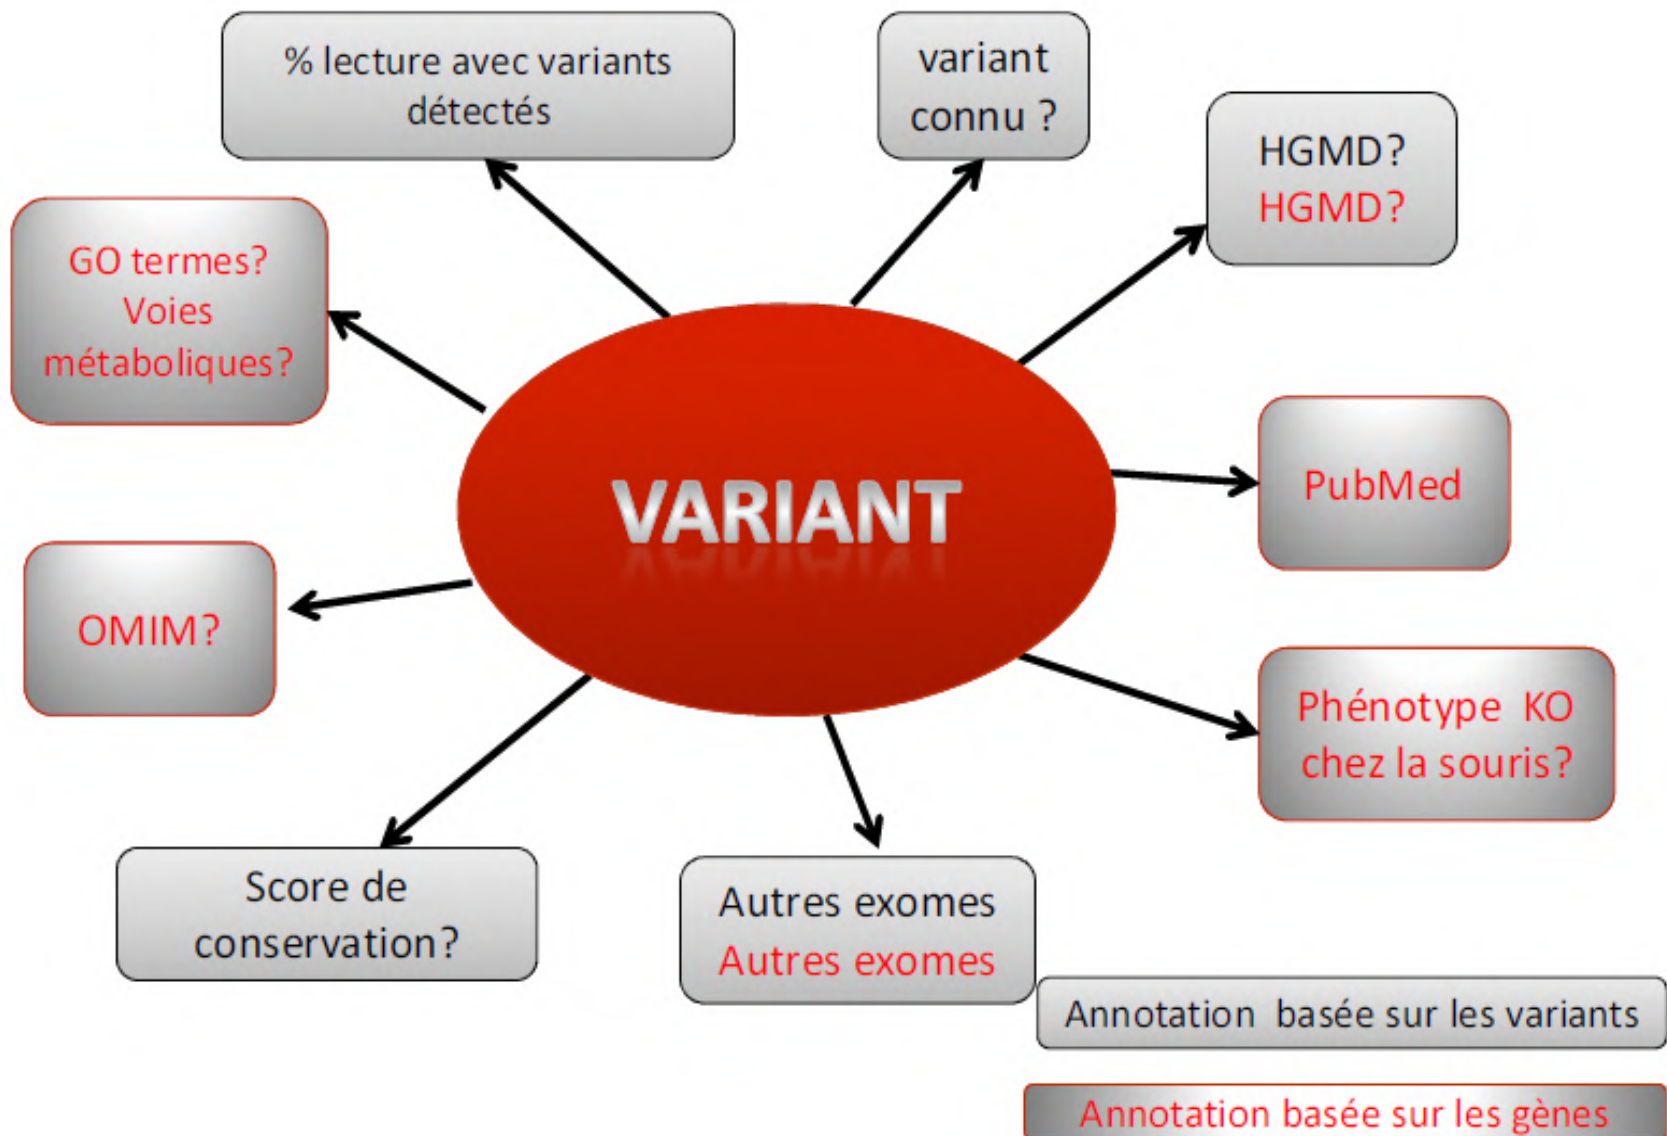 % lecture avec variants
détectés
variant
connu ?
HGMD?
HGMD?
GO termes?
Voies
métaboliques?
VARIANT
PubMed
OMIM?
Phénotype KO
chez la souris?
Score de
conservation?
Autres exomes
Autres exomes
Annotation basée sur les variants
Annotation basée sur les gènes